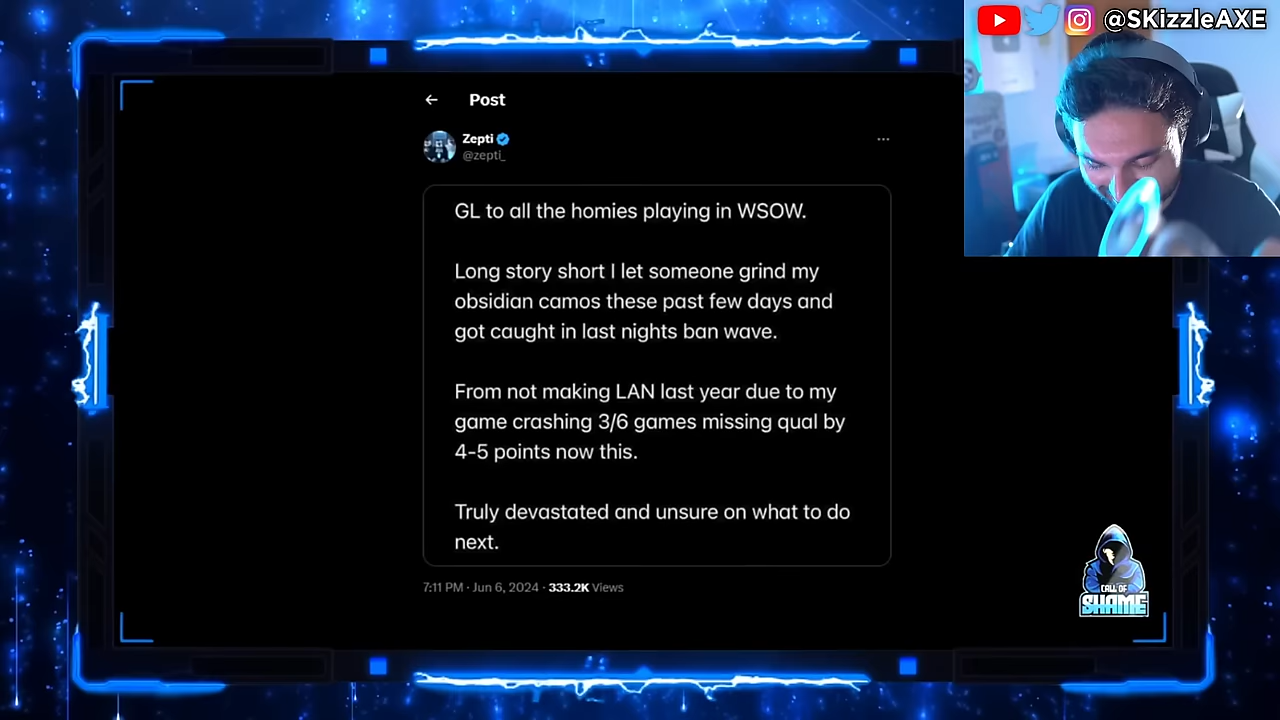 @SKizzleAXE
Post
Zepti
@zepti_
GL to all the homies playing in WSOW.
Long story short I let someone grind my
obsidian camos these past few days and
got caught in last nights ban wave.
From not making LAN last year due to my
game crashing 3/6 games missing qual by
4-5 points now this.
Truly devastated and unsure on what to do
next.
7:11 PM · Jun 6, 2024 · 333.2K Views
CALL OF
SHAME